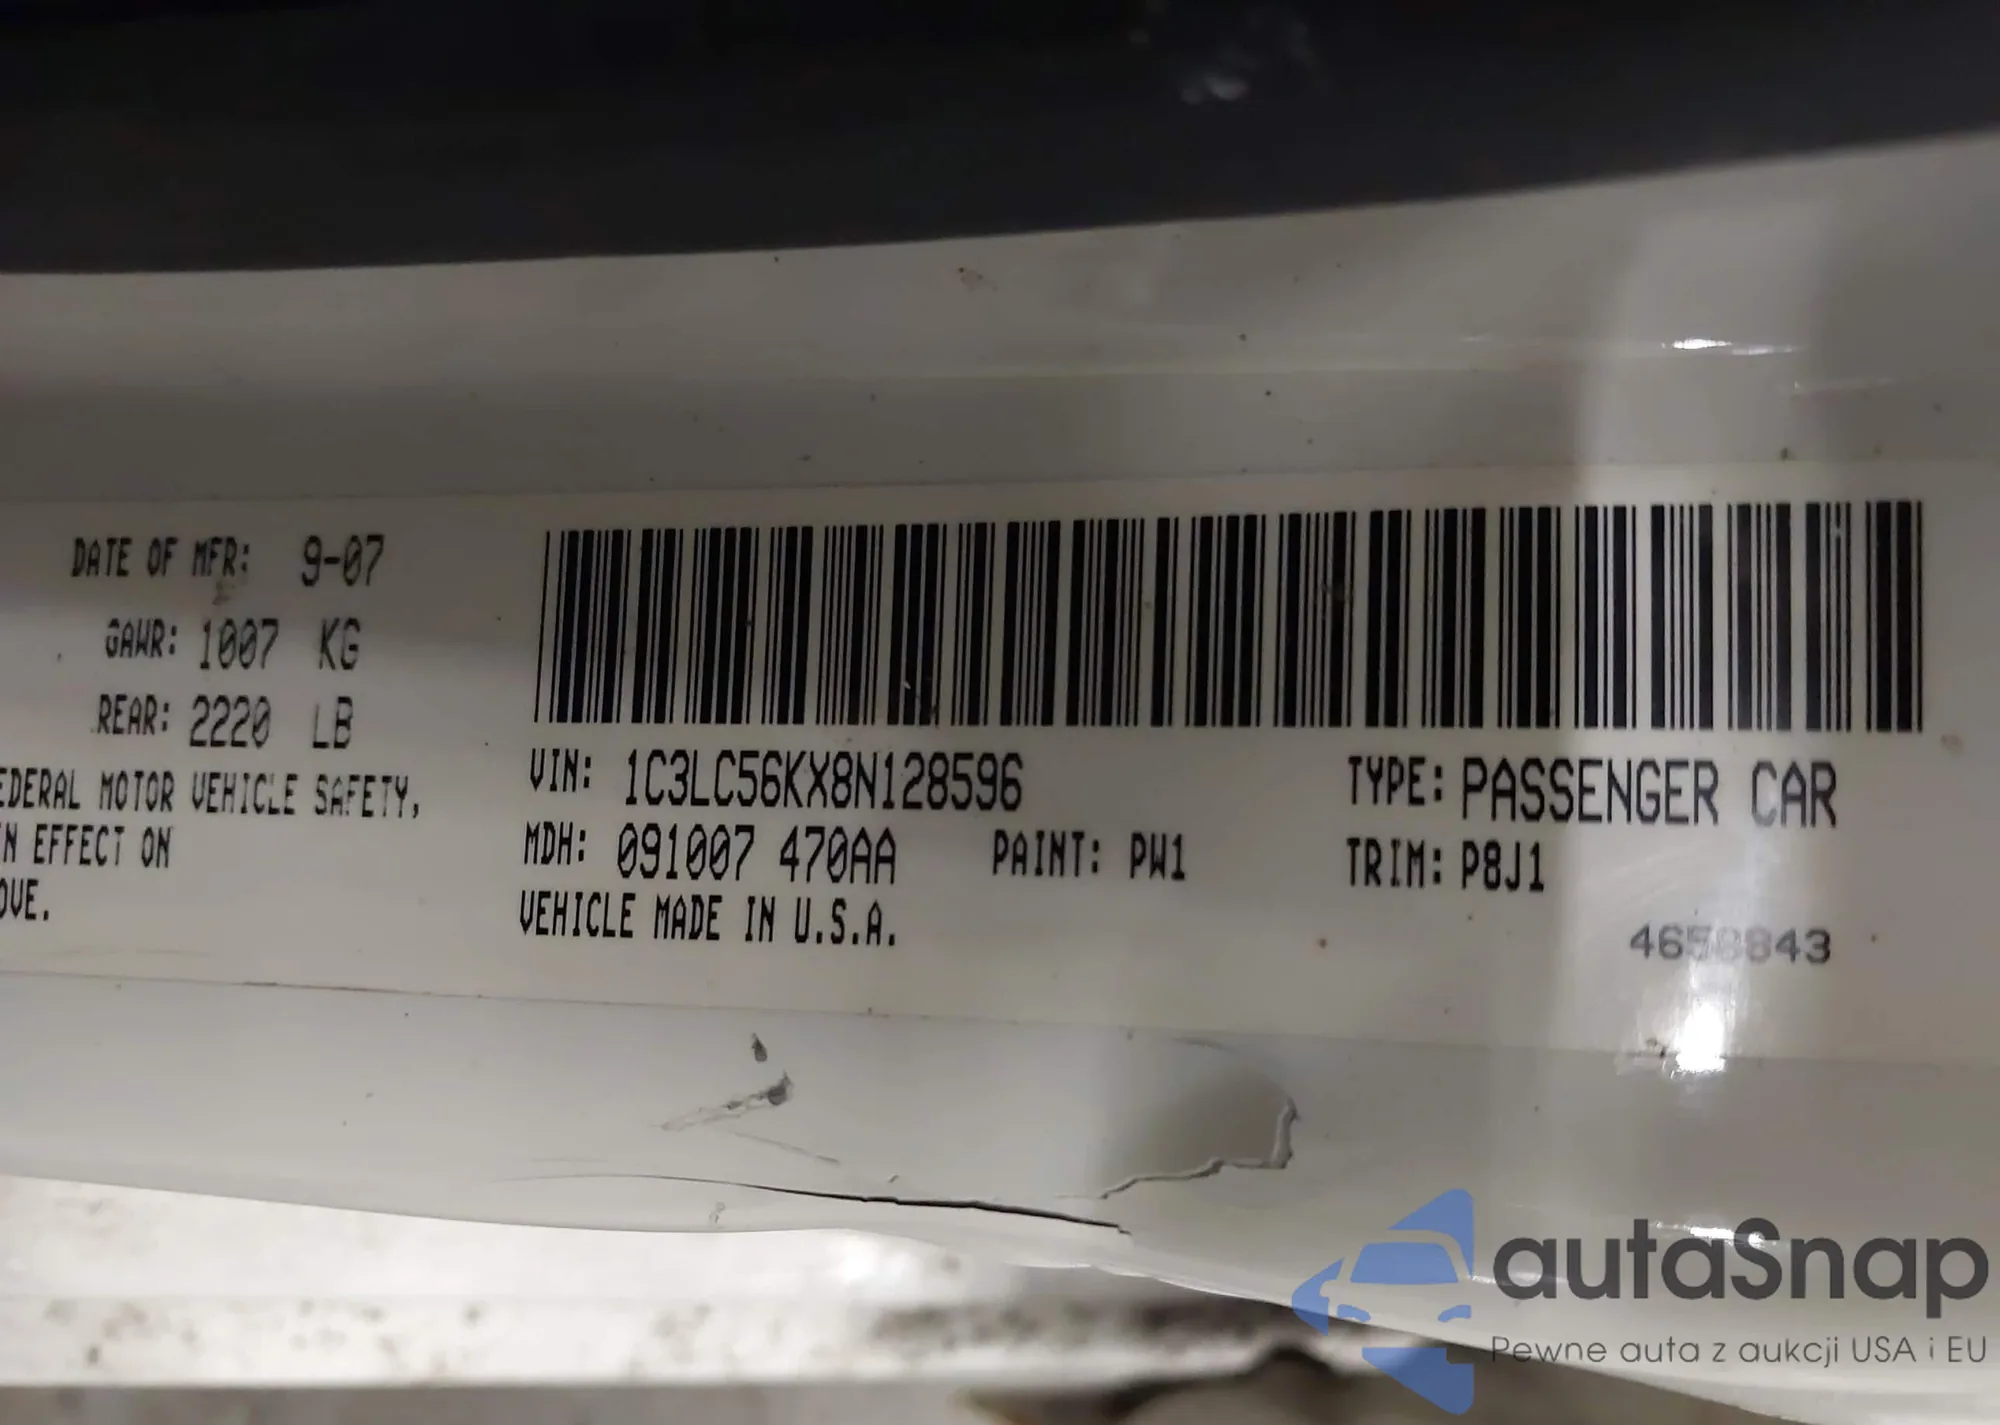 DATE OF MFR: 9-07
GAWR: 1007 KG
REAR: 2220 LB
EDERAL MOTOR VEHICLE SAFETY,
N EFFECT ON
OVE.
VIN: 1C3LC56KX8N128596
TYPE: PASSENGER CAR
MDH: 091007 470AA PAINT: PW1
TRIM: P8J1
VEHICLE MADE IN U.S.A.
4658843
autaSnap
Pewne auta z aukcji USA i EU